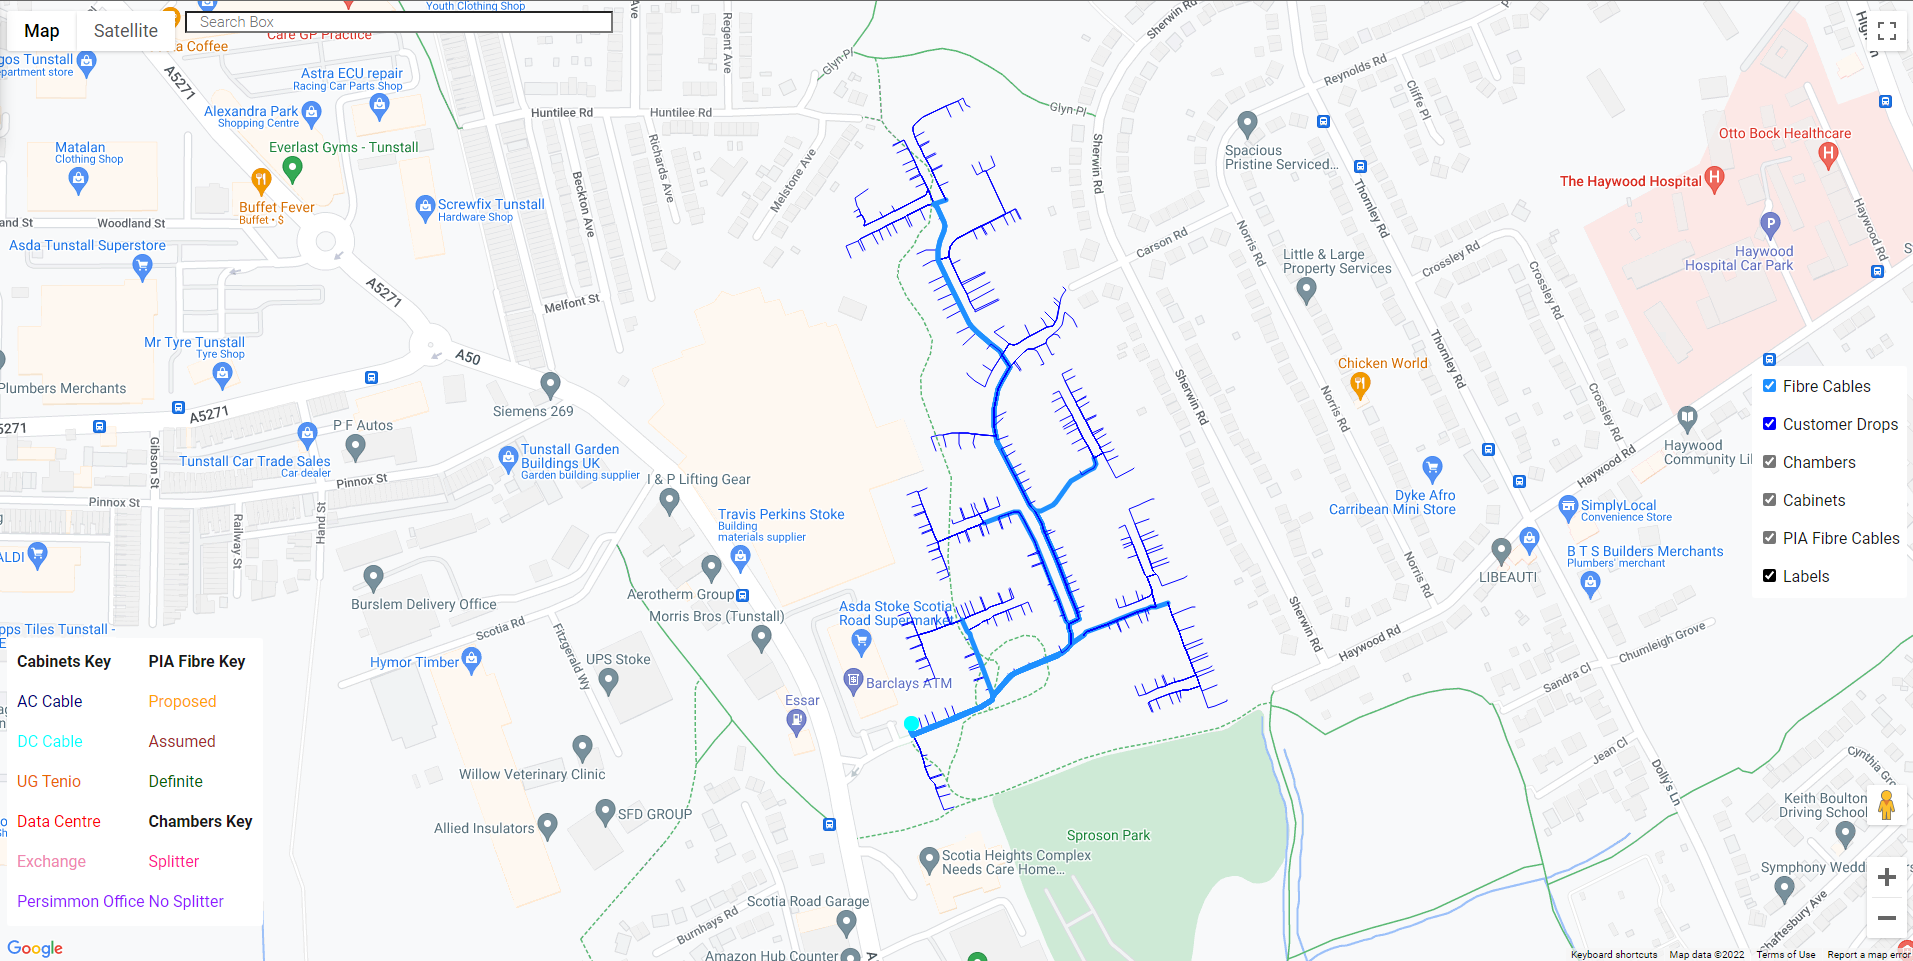 Map
Satellite
Search Box
Youth Clothing Shop
Care GP Practice
a Coffee
gos Tunstall
epartment store
A5271
Astra ECU repair
Racing Car Parts Shop
Alexandra Park
Shopping Centre
Matalan
Clothing Shop
Everlast Gyms - Tunstall
Buffet Fever
Buffet • $
Screwfix Tunstall
Hardware Shop
and St
Woodland St
Asda Tunstall Superstore
A5271
Mr Tyre Tunstall
Tyre Shop
Plumbers Merchants
A50
Melfont St
Huntilee Rd
Huntilee Rd
Regent Ave
Ave
Richards Ave
Beckton Ave
Melstone Ave
Glyn Pl
Glyn Pl
Sherwin Rd
Sherwin Rd
Reynolds Rd
Cliffe Pl
Spacious
Pristine Serviced...
Thornley Rd
Norris Rd
Carson Rd
Crossley Rd
Crossley Rd
Little & Large
Property Services
Otto Bock Healthcare
The Haywood Hospital
Haywood
Hospital Car Park
Haywood Rd
Chicken World
Thornley Rd
Crossley Rd
Norris Rd
Sherwin Rd
Siemens 269
A5271
5271
P F Autos
Tunstall Car Trade Sales
Car dealer
Tunstall Garden
Buildings UK
Garden building supplier
Gibson St
Pinnox St
Pinnox St
Hand St
Railway St
ALDI
I & P Lifting Gear
Travis Perkins Stoke
Building
materials supplier
Aerotherm Group
Morris Bros (Tunstall)
Asda Stoke Scotia
Road Supermarket
Burslem Delivery Office
Scotia Rd
Fitzgerald Wy
UPS Stoke
Hymor Timber
Barclays ATM
Essar
Willow Veterinary Clinic
SFD GROUP
Allied Insulators
Scotia Heights Complex
Needs Care Home...
Scotia Road Garage
Burnhays Rd
Amazon Hub Counter
Sproson Park
Haywood
Community Li
Haywood Rd
Dyke Afro
Carribean Mini Store
SimplyLocal
Convenience Store
B T S Builders Merchants
Plumbers' merchant
LIBEAUTI
Norris Rd
Sherwin Rd
Haywood Rd
Chumleigh Grove
Sandra Cl
Jean Cl
Dolly's Ln
Cynthia Gro
Keith Boulton
Driving School
Symphony Wedd
Shaftesbury Ave
Fibre Cables
Customer Drops
Chambers
Cabinets
PIA Fibre Cables
Labels
pps Tiles Tunstall -
Cabinets Key
PIA Fibre Key
AC Cable
Proposed
DC Cable
Assumed
UG Tenio
Definite
Data Centre
Chambers Key
Exchange
Splitter
Persimmon Office
No Splitter
Google
Keyboard shortcuts
Map data ©2022
Terms of Use
Report a map error